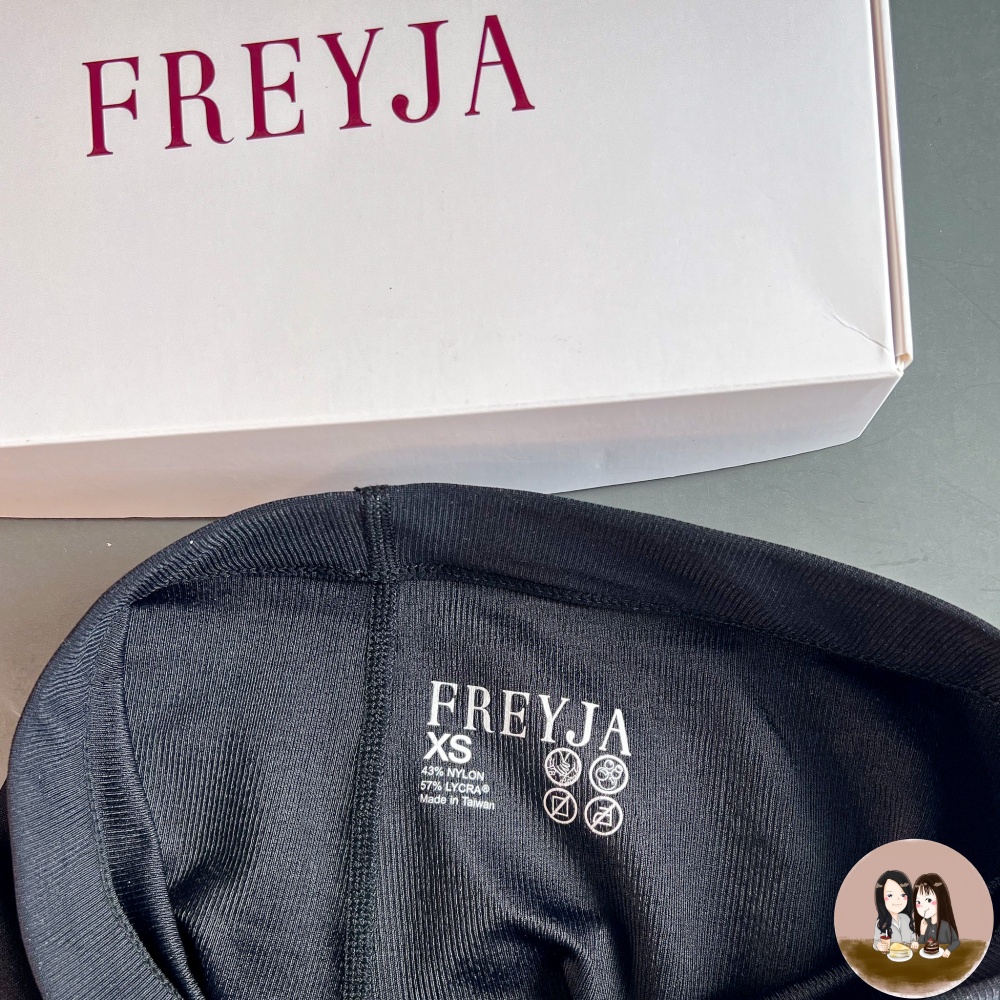 FREYJA
FREYJA
XS
43% NYLON
57% LYCRA®
Made in Taiwan